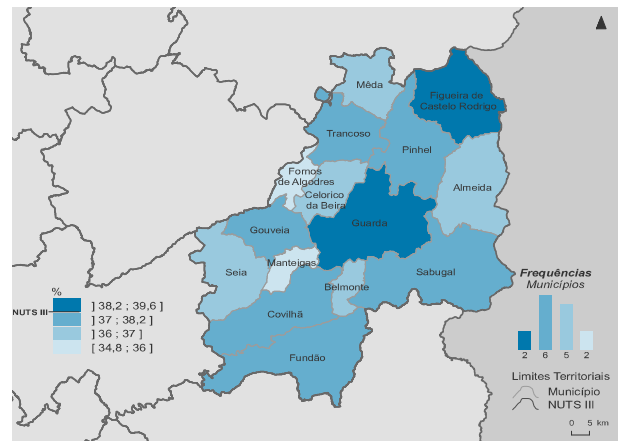 Mêda
Figueira de
Castelo Rodrigo
Trancoso
Pinhel
Fornos
de Algodres
Celorico
da Beira
Almeida
Guarda
Gouveia
Manteigas
Seia
Belmonte
Sabugal
Covilhã
Fundão
%
NUTS III
] 38,2 ; 39,6 ]
] 37 ; 38,2 ]
] 36 ; 37 ]
[ 34,8 ; 36 ]
Frequências
Municípios
2 6 5 2
Limites Territoriais
Município
NUTS III
0 5 km